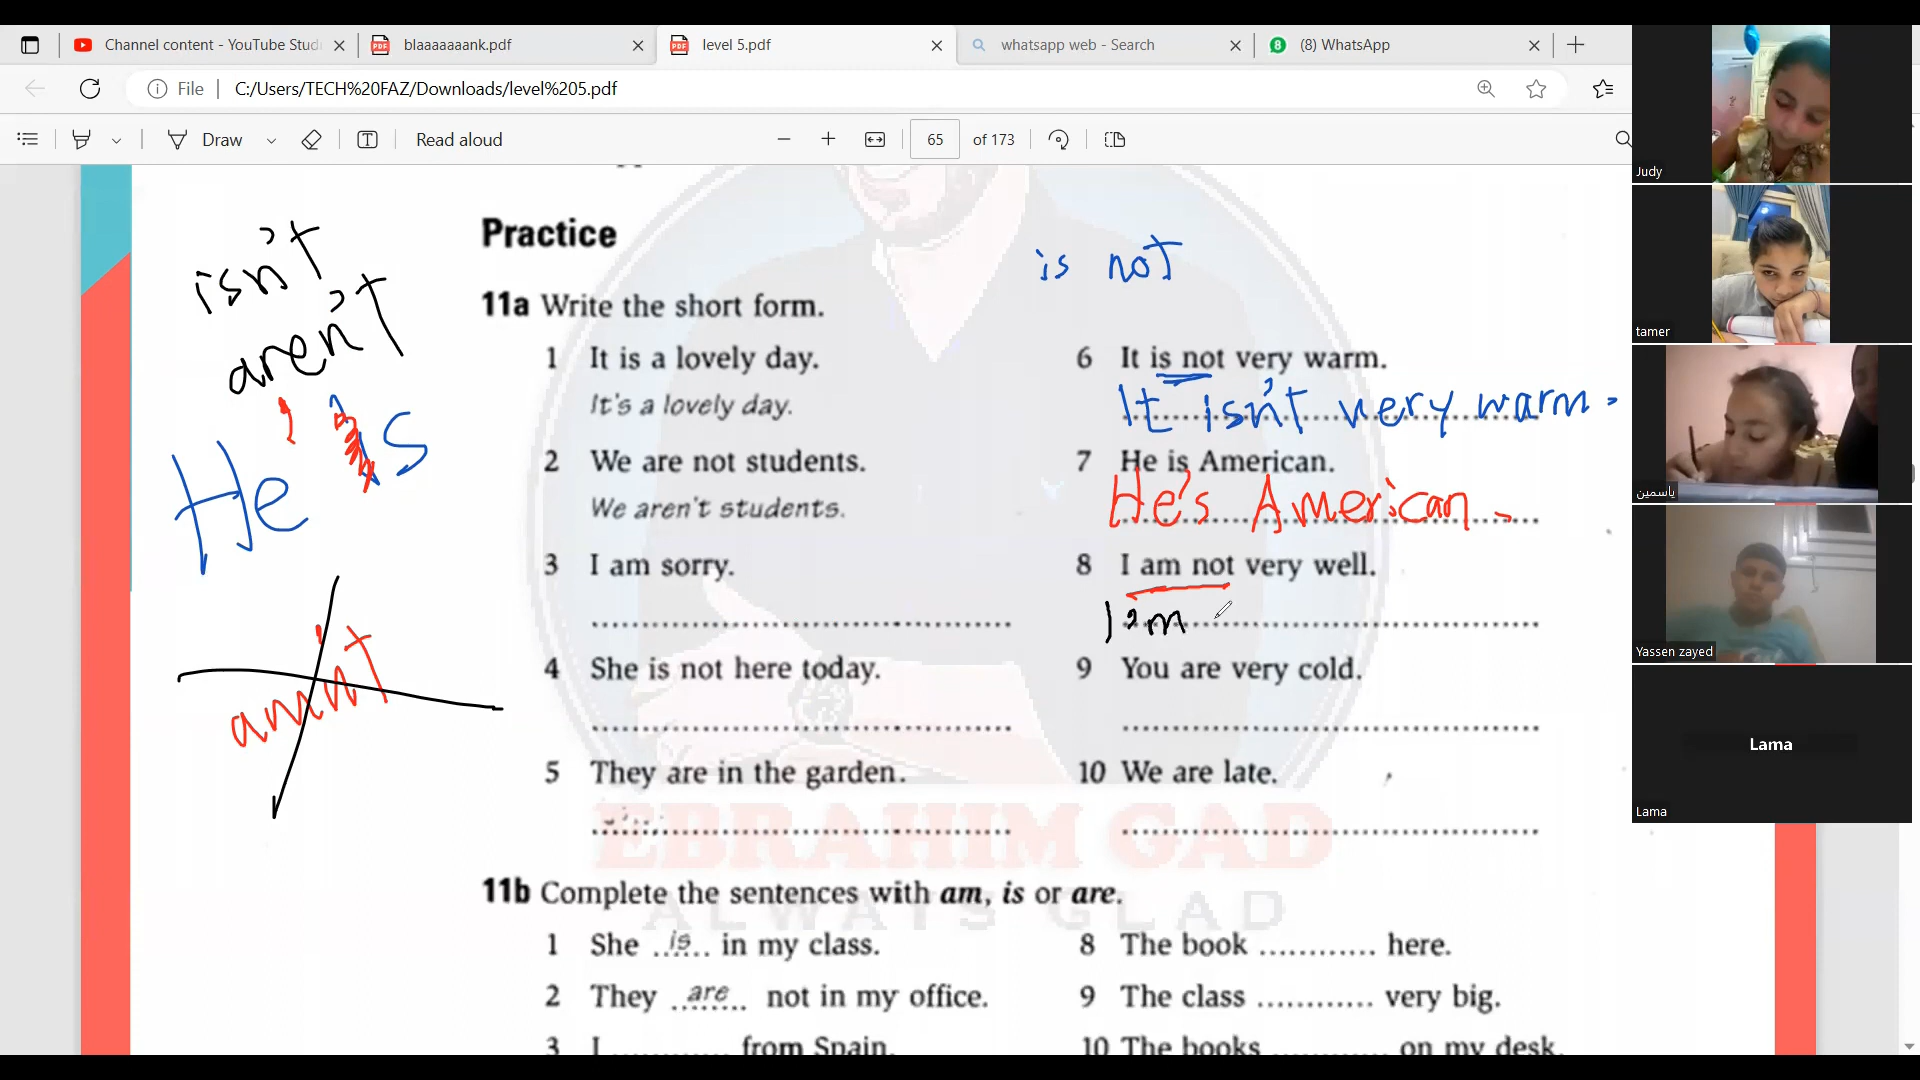 Channel content - YouTube Studi
blaaaaaaank.pdf
level 5.pdf
whatsapp web - Search
(8) WhatsApp
File
C:/Users/TECH%20FAZ/Downloads/level%205.pdf
Draw
Read aloud
65 of 173
Judy
tamer
ياسمين
Yassen zayed
Lama
Lama
isn't
aren't
He is
amn't
Practice
is not
11a Write the short form.
1 It is a lovely day.
It's a lovely day.
2 We are not students.
We aren't students.
3 I am sorry.
4 She is not here today.
5 They are in the garden.
6 It is not very warm.
It isn't very warm.
7 He is American.
He's American.
8 I am not very well.
I'm
9 You are very cold.
10 We are late.
EBRAHIM GAD
ALWAYS GLAD
11b Complete the sentences with am, is or are.
1 She ..is.. in my class.
2 They ..are.. not in my office.
3 I ............ from Spain.
8 The book ............ here.
9 The class ............ very big.
10 The books ............ on my desk.